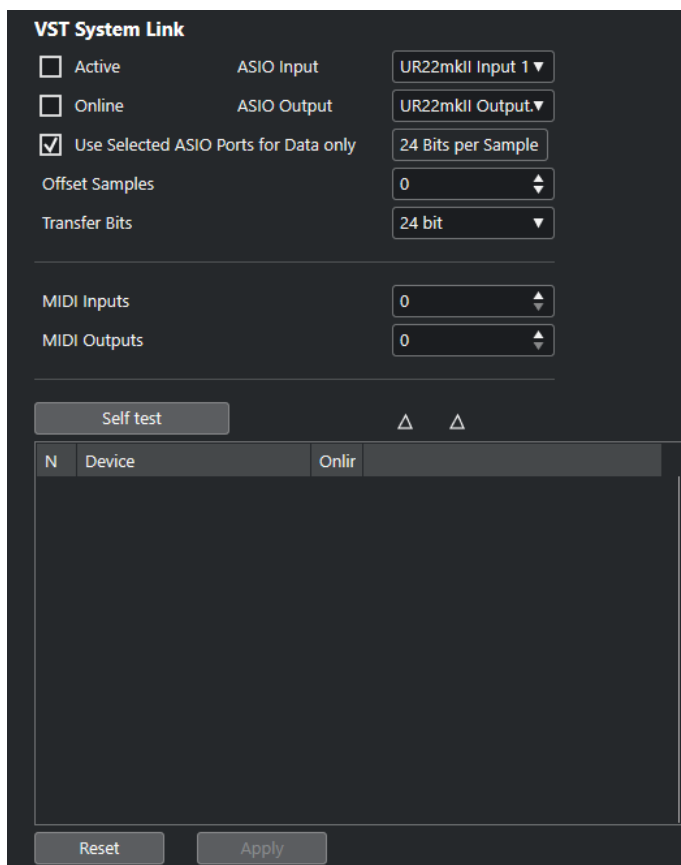 VST System Link
Active ASIO Input UR22mkII Input 1
Online ASIO Output UR22mkII Output.
Use Selected ASIO Ports for Data only 24 Bits per Sample
Offset Samples 0
Transfer Bits 24 bit
MIDI Inputs 0
MIDI Outputs 0
Self test
N Device Onlir
Reset Apply